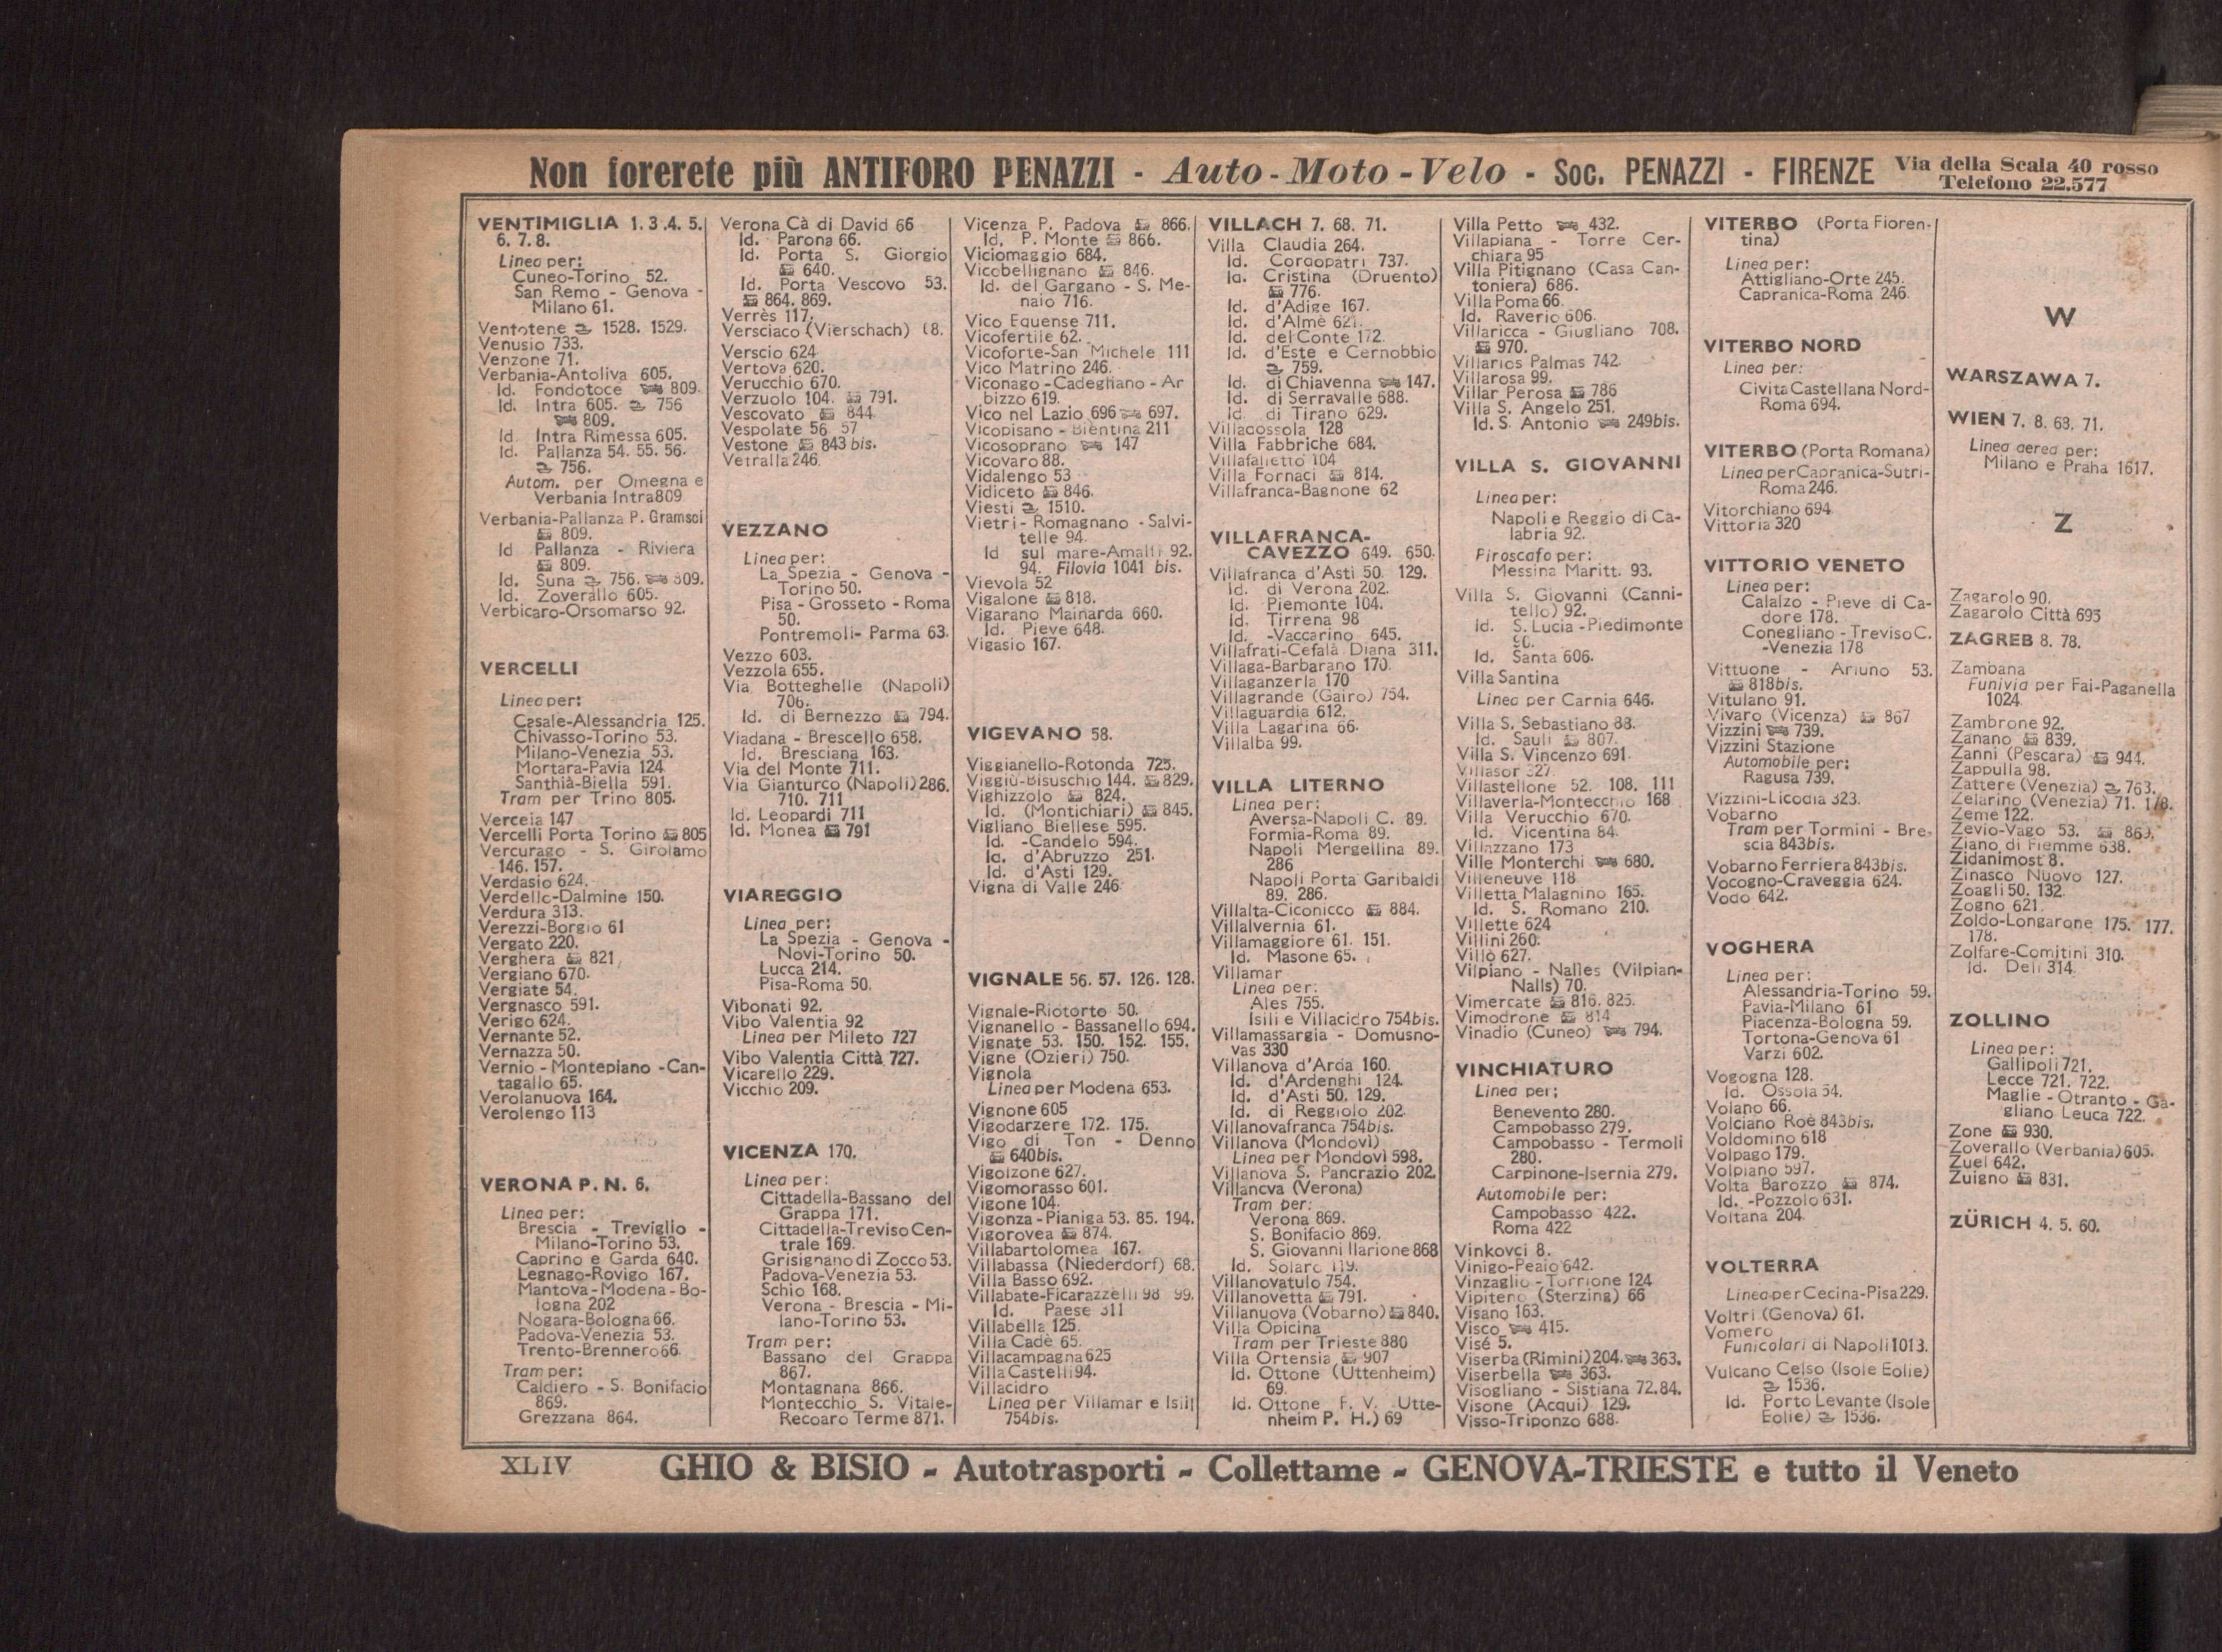 Non forerete più ANTIFORO PENAZZI - Auto-Moto-Velo - Soc. PENAZZI - FIRENZE Via della Scala 40 rosso
Telefono 22.577
VENTIMIGLIA 1.3.4.5.
6. 7. 8.
Linea per:
Cuneo-Torino 52.
San Remo - Genova -
Milano 61.
Ventotene 1528. 1529.
Venusio 733.
Venzone 71.
Verbania-Antoliva 605.
Id. Fondotoce 809.
Id. Intra 605. 756
809.
Id. Intra Rimessa 605.
Id. Pallanza 54. 55. 56.
756.
Autom. per Omegna e
Verbania Intra 809
Verbania-Pallanza P. Gramsci
809.
Id Pallanza - Riviera
809.
Id. Suna 756. 809.
Id. Zoverallo 605.
Verbicaro-Orsomarso 92.
VERCELLI
Linea per:
Casale-Alessandria 125.
Chivasso-Torino 53.
Milano-Venezia 53.
Mortara-Pavia 124
Santhià-Biella 591.
Tram per Trino 805.
Verceia 147
Vercelli Porta Torino 805
Vercurago - S. Girolamo
146. 157.
Verdasio 624.
Verdello-Dalmine 150.
Verdura 313.
Verezzi-Borgio 61
Vergato 220.
Verghera 821
Vergiano 670.
Vergiate 54.
Vergnasco 591.
Verigo 624.
Vernante 52.
Vernazza 50.
Vernio - Montepiano - Can-
tagallo 65.
Verolanuova 164.
Verolengo 113
VERONA P. N. 6.
Linea per:
Brescia - Treviglio -
Milano-Torino 53.
Caprino e Garda 640.
Legnago-Rovigo 167.
Mantova - Modena - Bo-
logna 202
Nogara-Bologna 66.
Padova-Venezia 53.
Trento-Brennero 66
Tram per:
Caldiero - S. Bonifacio
869.
Grezzana 864.
Verona Cà di David 66
Id. Parona 66.
Id. Porta S. Giorgio
640.
Id. Porta Vescovo 53.
864. 869.
Verrès 117.
Versciaco (Vierschach) 8.
Verscio 624
Vertova 620.
Verucchio 670.
Verzuolo 104. 791.
Vescovato 844
Vespolate 56 57
Vestone 843 bis.
Vetralla 246.
VEZZANO
Linea per:
La Spezia - Genova -
Torino 50.
Pisa - Grosseto - Roma
50.
Pontremoli- Parma 63.
Vezzo 603.
Vezzola 655.
Via Botteghelle (Napoli)
706.
Id. di Bernezzo 794.
Viadana - Brescello 658.
Id. Bresciana 163.
Via del Monte 711.
Via Gianturco (Napoli) 286.
710. 711
Id. Leopardi 711
Id. Monea 791
VIAREGGIO
Linea per:
La Spezia - Genova -
Novi-Torino 50.
Lucca 214.
Pisa-Roma 50.
Vibonati 92.
Vibo Valentia 92
Linea per Mileto 727
Vibo Valentia Città 727.
Vicarello 229.
Vicchio 209.
VICENZA 170.
Linea per:
Cittadella-Bassano del
Grappa 171.
Cittadella-Treviso Cen-
trale 169.
Grisignano di Zocco 53.
Padova-Venezia 53.
Schio 168.
Verona - Brescia - Mi-
lano-Torino 53.
Tram per:
Bassano del Grappa
867.
Montagnana 866.
Montecchio S. Vitale-
Recoaro Terme 871.
Vicenza P. Padova 866.
Id. P. Monte 866.
Viciomaggio 684.
Vicobellignano 846.
Id. del Gargano - S. Me-
naio 716.
Vico Equense 711.
Vicofertile 62.
Vicoforte-San Michele 111
Vico Matrino 246.
Viconago - Cadegliano - Ar
bizzo 619.
Vico nel Lazio 696 697.
Vicopisano - Bientina 211
Vicosoprano 147
Vicovaro 88.
Vidalengo 53
Vidiceto 846.
Viesti 1510.
Vietri - Romagnano - Salvi-
telle 94.
Id sul mare-Amalfi 92.
94. Filovia 1041 bis.
Vievola 52
Vigalone 818.
Vigarano Mainarda 660.
Id. Pieve 648.
Vigasio 167.
VIGEVANO 58.
Viggianello-Rotonda 725.
Viggiù-Bisuschio 144. 829.
Vighizzolo 824.
Id. (Montichiari) 845.
Vigliano Biellese 595.
Id. -Candelo 594.
Id. d'Abruzzo 251.
Id. d'Asti 129.
Vigna di Valle 246
VIGNALE 56. 57. 126. 128.
Vignale-Riotorto 50.
Vignanello - Bassanello 694.
Vignate 53. 150. 152. 155.
Vigne (Ozieri) 750.
Vignola
Linea per Modena 653.
Vignone 605
Vigodarzere 172. 175.
Vigo di Ton - Denno
640bis.
Vigolzone 627.
Vigomorasso 601.
Vigone 104.
Vigonza - Pianiga 53. 85. 194.
Vigorovea 874.
Villabartolomea 167.
Villabassa (Niederdorf) 68.
Villa Basso 692.
Villabate-Ficarazzelli 98 99.
Id. Paese 311
Villabella 125.
Villa Cadè 65.
Villacampagna 625
Villa Castelli 94.
Villacidro
Linea per Villamar e Isili
754bis.
VILLACH 7. 68. 71.
Villa Claudia 264.
Id. Cordopatri 737.
Id. Cristina (Druento)
776.
Id. d'Adige 167.
Id. d'Almè 621.
Id. del Conte 172.
Id. d'Este e Cernobbio
759.
Id. di Chiavenna 147.
Id. di Serravalle 688.
Id di Tirano 629.
Villadossola 128
Villa Fabbriche 684.
Villafalletto 104
Villa Fornaci 814.
Villafranca-Bagnone 62
VILLAFRANCA-
CAVEZZO 649. 650.
Villafranca d'Asti 50. 129.
Id. di Verona 202.
Id. Piemonte 104.
Id. Tirrena 98
Id. -Vaccarino 645.
Villafrati-Cefalà Diana 311.
Villaga-Barbarano 170.
Villaganzerla 170
Villagrande (Gairo) 754.
Villaguardia 612.
Villa Lagarina 66.
Villalba 99.
VILLA LITERNO
Linea per:
Aversa-Napoli C. 89.
Formia-Roma 89.
Napoli Mergellina 89.
286
Napoli Porta Garibaldi
89. 286.
Villalta-Ciconicco 884.
Villalvernia 61.
Villamaggiore 61. 151.
Id. Masone 65.
Villamar
Linea per:
Ales 755.
Isili e Villacidro 754bis.
Villamassargia - Domusno-
vas 330
Villanova d'Arda 160.
Id. d'Ardenghi 124.
Id. d'Asti 50. 129.
Id. di Reggiolo 202
Villanovafranca 754bis.
Villanova (Mondovì)
Linea per Mondovì 598.
Villanova S. Pancrazio 202.
Villanova (Verona)
Tram per:
Verona 869.
S. Bonifacio 869.
S. Giovanni Ilarione 868
Id. Solaro 119.
Villanovatulo 754.
Villanovetta 791.
Villanuova (Vobarno) 840.
Villa Opicina
Tram per Trieste 880
Villa Ortensia 907
Id. Ottone (Uttenheim)
69.
Id. Ottone F. V. Utte-
nheim P. H.) 69
Villa Petto 432.
Villapiana - Torre Cer-
chiara 95
Villa Pitignano (Casa Can-
toniera) 686.
Villa Poma 66.
Id. Raverio 606.
Villaricca - Giugliano 708.
970.
Villarios Palmas 742.
Villarosa 99.
Villar Perosa 786
Villa S. Angelo 251.
Id. S. Antonio 249bis.
VILLA S. GIOVANNI
Linea per:
Napoli e Reggio di Ca-
labria 92.
Piroscafo per:
Messina Maritt. 93.
Villa S. Giovanni (Canni-
tello) 92.
Id. S. Lucia - Piedimonte
90.
Id. Santa 606.
Villa Santina
Linea per Carnia 646.
Villa S. Sebastiano 88.
Id. Sauli 807.
Villa S. Vincenzo 691.
Villasor 327.
Villastellone 52. 108. 111
Villaverla-Montecchio 168
Villa Verucchio 670.
Id. Vicentina 84.
Villazzano 173
Ville Monterchi 680.
Villeneuve 118
Villetta Malagnino 165.
Id. S. Romano 210.
Villette 624
Villini 260.
Villò 627.
Vilpiano - Nalles (Vilpian-
Nalls) 70.
Vimercate 816. 825.
Vimodrone 814
Vinadio (Cuneo) 794.
VINCHIATURO
Linea per:
Benevento 280.
Campobasso 279.
Campobasso - Termoli
280.
Carpinone-Isernia 279.
Automobile per:
Campobasso 422.
Roma 422
Vinkovci 8.
Vinigo-Peaio 642.
Vinzaglio - Torrione 124
Vipiteno (Sterzing) 66
Visano 163.
Visco 415.
Visé 5.
Viserba (Rimini) 204. 363.
Viserbella 363.
Visogliano - Sistiana 72.84.
Visone (Acqui) 129.
Visso-Triponzo 688.
VITERBO (Porta Fioren-
tina)
Linea per:
Attigliano-Orte 245.
Capranica-Roma 246.
VITERBO NORD
Linea per:
Civita Castellana Nord-
Roma 694.
VITERBO (Porta Romana)
Linea per Capranica-Sutri-
Roma 246.
Vitorchiano 694
Vittoria 320
VITTORIO VENETO
Linea per:
Calalzo - Pieve di Ca-
dore 178.
Conegliano - Treviso C.
-Venezia 178
Vittuone - Arluno 53.
818bis.
Vitulano 91.
Vivaro (Vicenza) 867
Vizzini 739.
Vizzini Stazione
Automobile per:
Ragusa 739.
Vizzini-Licodia 323.
Vobarno
Tram per Tormini - Bre-
scia 843bis.
Vobarno Ferriera 843bis.
Vocogno-Craveggia 624.
Vodo 642.
VOGHERA
Linea per:
Alessandria-Torino 59.
Pavia-Milano 61
Piacenza-Bologna 59.
Tortona-Genova 61
Varzi 602.
Vogogna 128.
Id. Ossola 54.
Volano 66.
Volciano Roè 843bis.
Voldomino 618
Volpago 179.
Volpiano 597.
Volta Barozzo 874.
Id. -Pozzolo 631.
Voltana 204
VOLTERRA
Linea per Cecina-Pisa 229.
Voltri (Genova) 61.
Vomero
Funicolari di Napoli 1013.
Vulcano Celso (Isole Eolie)
1536.
Id. Porto Levante (Isole
Eolie) 1536.
W
WARSZAWA 7.
WIEN 7. 8. 68. 71.
Linea aerea per:
Milano e Praha 1617.
Z
Zagarolo 90.
Zagarolo Città 695
ZAGREB 8. 78.
Zambana
Funivia per Fai-Paganella
1024
Zambrone 92.
Zanano 839.
Zanni (Pescara) 944.
Zappulla 98.
Zattere (Venezia) 763.
Zelarino (Venezia) 71. 178.
Zeme 122.
Zevio-Vago 53. 869.
Ziano di Fiemme 638.
Zidanimost 8.
Zinasco Nuovo 127.
Zoagli 50. 132.
Zogno 621.
Zoldo-Longarone 175. 177.
178.
Zolfare-Comitini 310.
Id. Deli 314.
ZOLLINO
Linea per:
Gallipoli 721.
Lecce 721. 722.
Maglie - Otranto - Ga-
gliano Leuca 722.
Zone 930.
Zoverallo (Verbania) 605.
Zuel 642.
Zuigno 831.
ZÜRICH 4. 5. 60.
XLIV GHIO & BISIO - Autotrasporti - Collettame - GENOVA-TRIESTE e tutto il Veneto